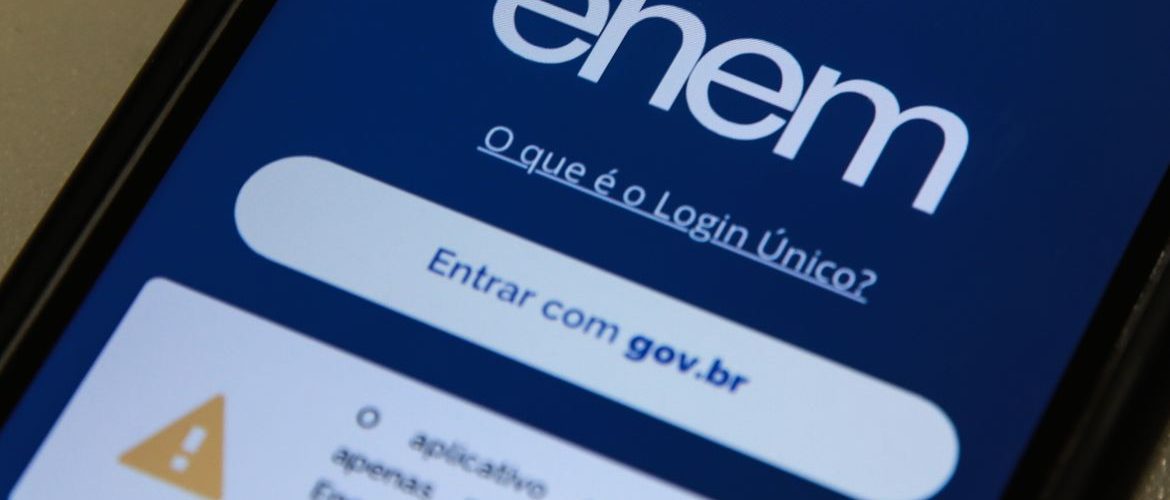 enem
O que é o Login Único?
Entrar com gov.br
O aplicativo
apenas